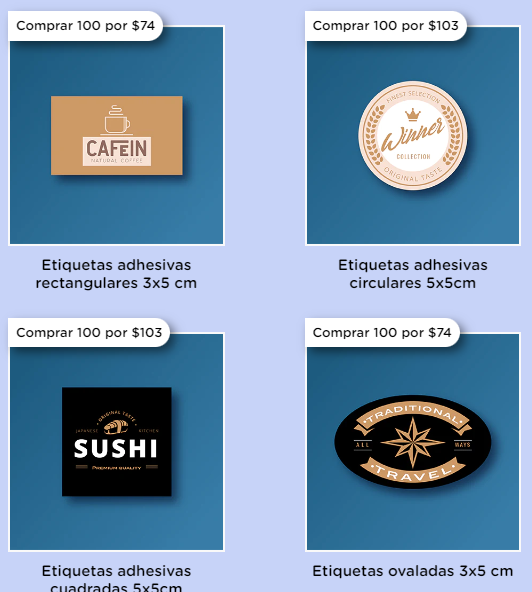 Comprar 100 por $74
CAFEIN
NATURAL COFFEE
Etiquetas adhesivas
rectangulares 3x5 cm
Comprar 100 por $103
FINEST SELECTION
Winner
COLLECTION
ORIGINAL TASTE
Etiquetas adhesivas
circulares 5x5cm
Comprar 100 por $103
ORIGINAL TASTE
JAPANESE KITCHEN
SUSHI
PREMIUM QUALITY
Etiquetas adhesivas
cuadradas 5x5cm
Comprar 100 por $74
TRADITIONAL
ALL WAYS
TRAVEL
Etiquetas ovaladas 3x5 cm